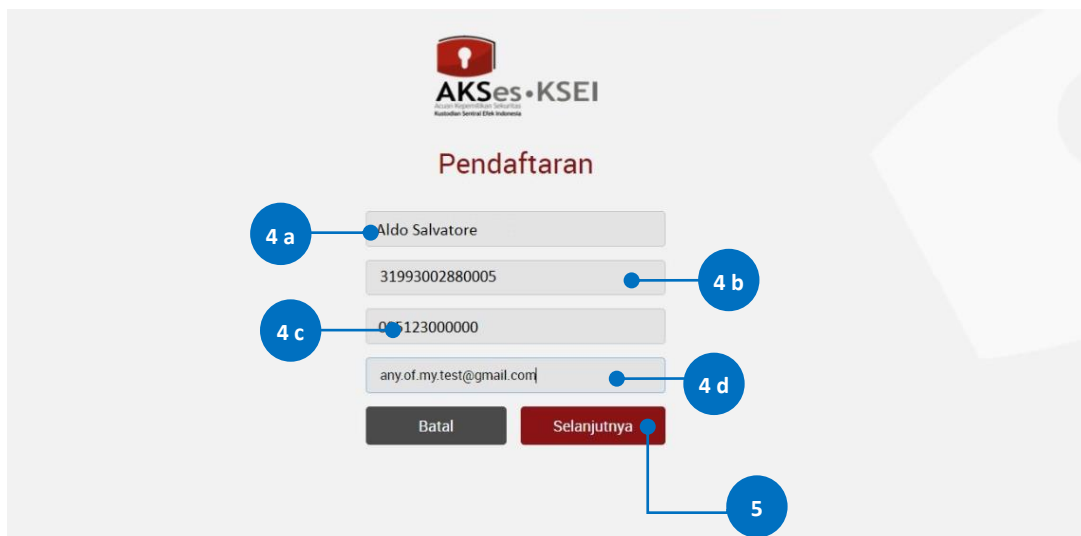 AKSes•KSEI
Acuan Kepemilikan Sekuritas
Kustodian Sentral Efek Indonesia
Pendaftaran
4 a
Aldo Salvatore
31993002880005
4 b
4 c
any.of.my.test@gmail.com
4 d
Batal
Selanjutnya
5